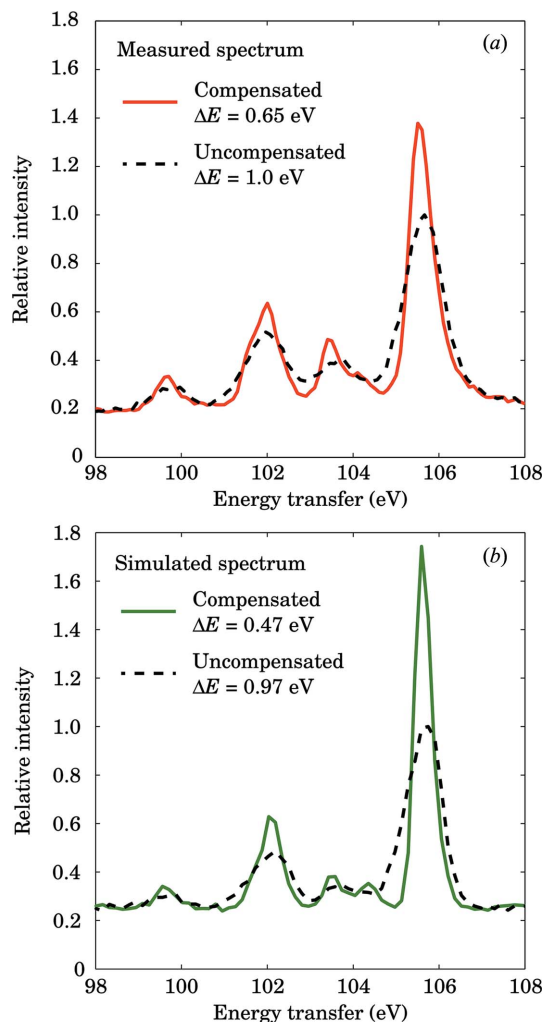 (a)
Measured spectrum
Compensated
ΔE = 0.65 eV
Uncompensated
ΔE = 1.0 eV
Relative intensity
1.8
1.6
1.4
1.2
1.0
0.8
0.6
0.4
0.2
0
98 100 102 104 106 108
Energy transfer (eV)
(b)
Simulated spectrum
Compensated
ΔE = 0.47 eV
Uncompensated
ΔE = 0.97 eV
Relative intensity
1.8
1.6
1.4
1.2
1.0
0.8
0.6
0.4
0.2
0
98 100 102 104 106 108
Energy transfer (eV)